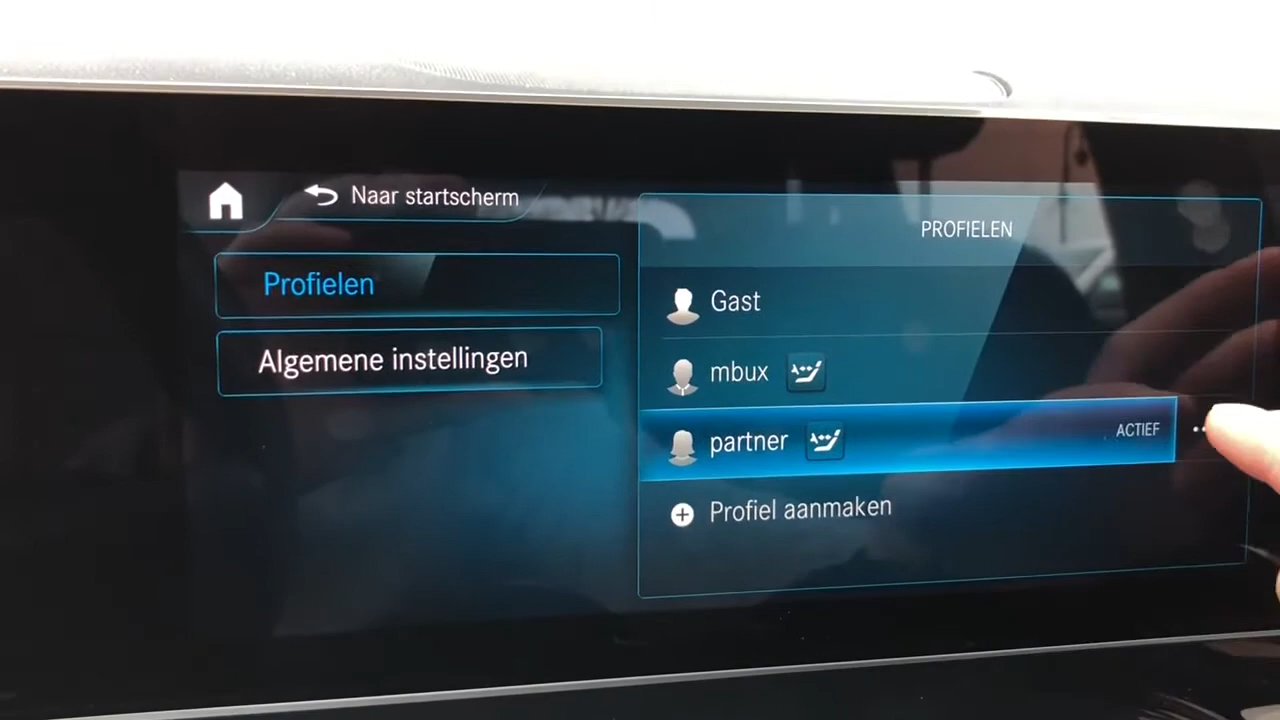 Naar startscherm
Profielen
Algemene instellingen
PROFIELEN
Gast
mbux
partner
ACTIEF
Profiel aanmaken